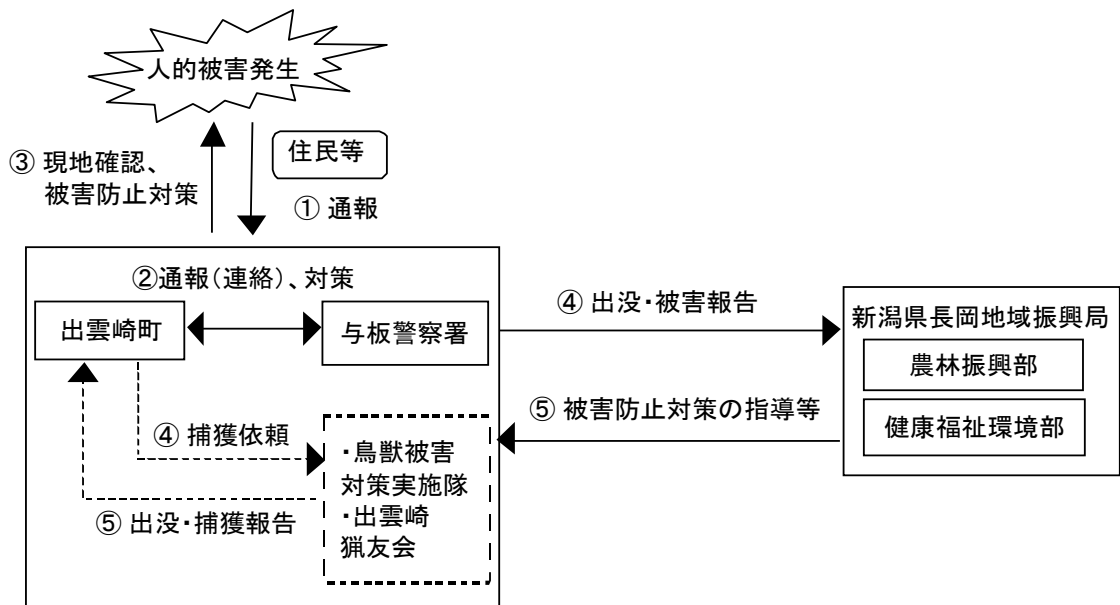 人的被害発生
住民等
③ 現地確認、
被害防止対策
① 通報
②通報(連絡)、対策
出雲崎町
与板警察署
④ 出没・被害報告
新潟県長岡地域振興局
農林振興部
健康福祉環境部
⑤ 被害防止対策の指導等
④ 捕獲依頼
・鳥獣被害
対策実施隊
・出雲崎
猟友会
⑤ 出没・捕獲報告